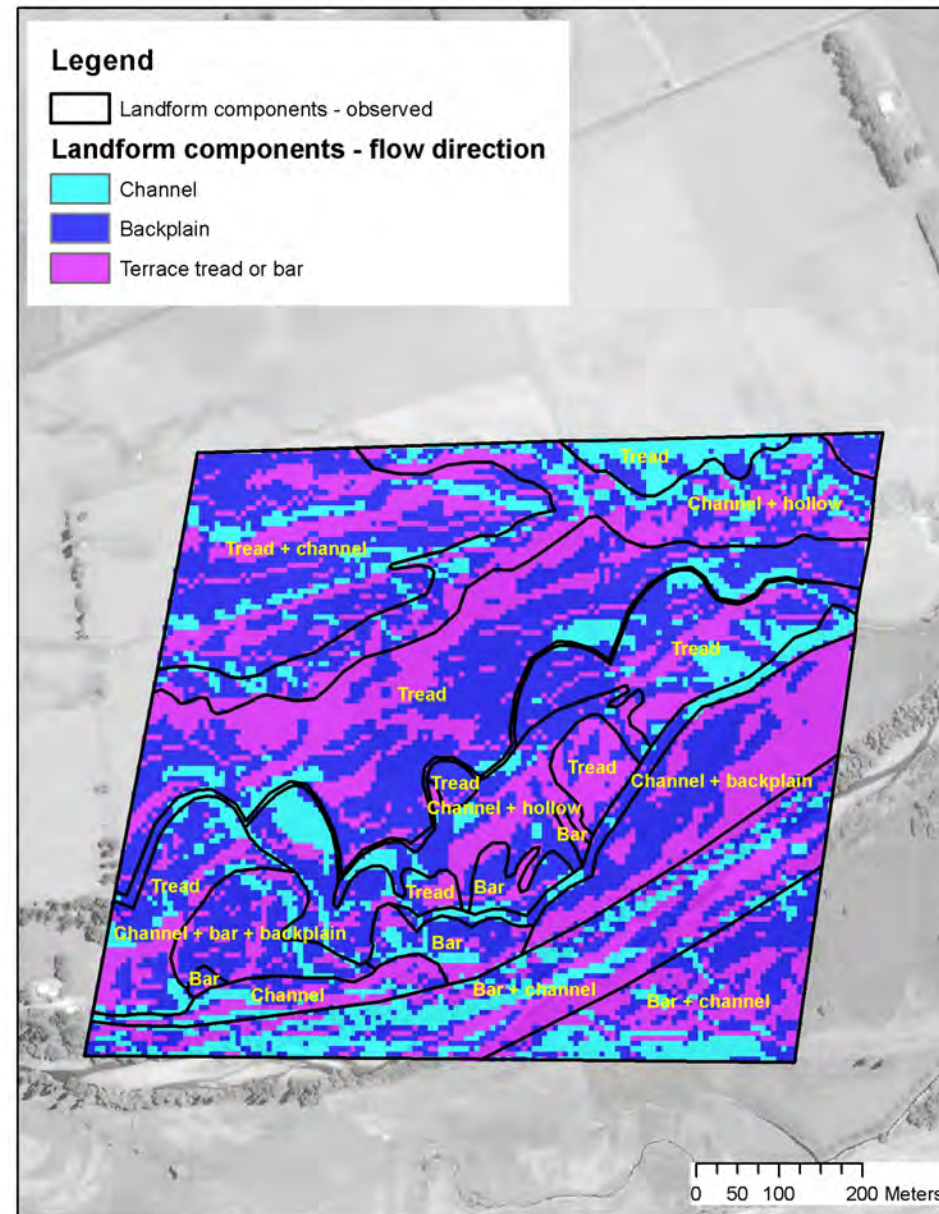 Legend
Landform components - observed
Landform components - flow direction
Channel
Backplain
Terrace tread or bar
Tread
Channel + hollow
Tread + channel
Tread
Tread
Tread
Tread
Channel + backplain
Channel + hollow
Bar
Tread
Tread
Bar
Channel + bar + backplain
Bar
Bar
Channel
Bar + channel
Bar + channel
0 50 100 200 Meters